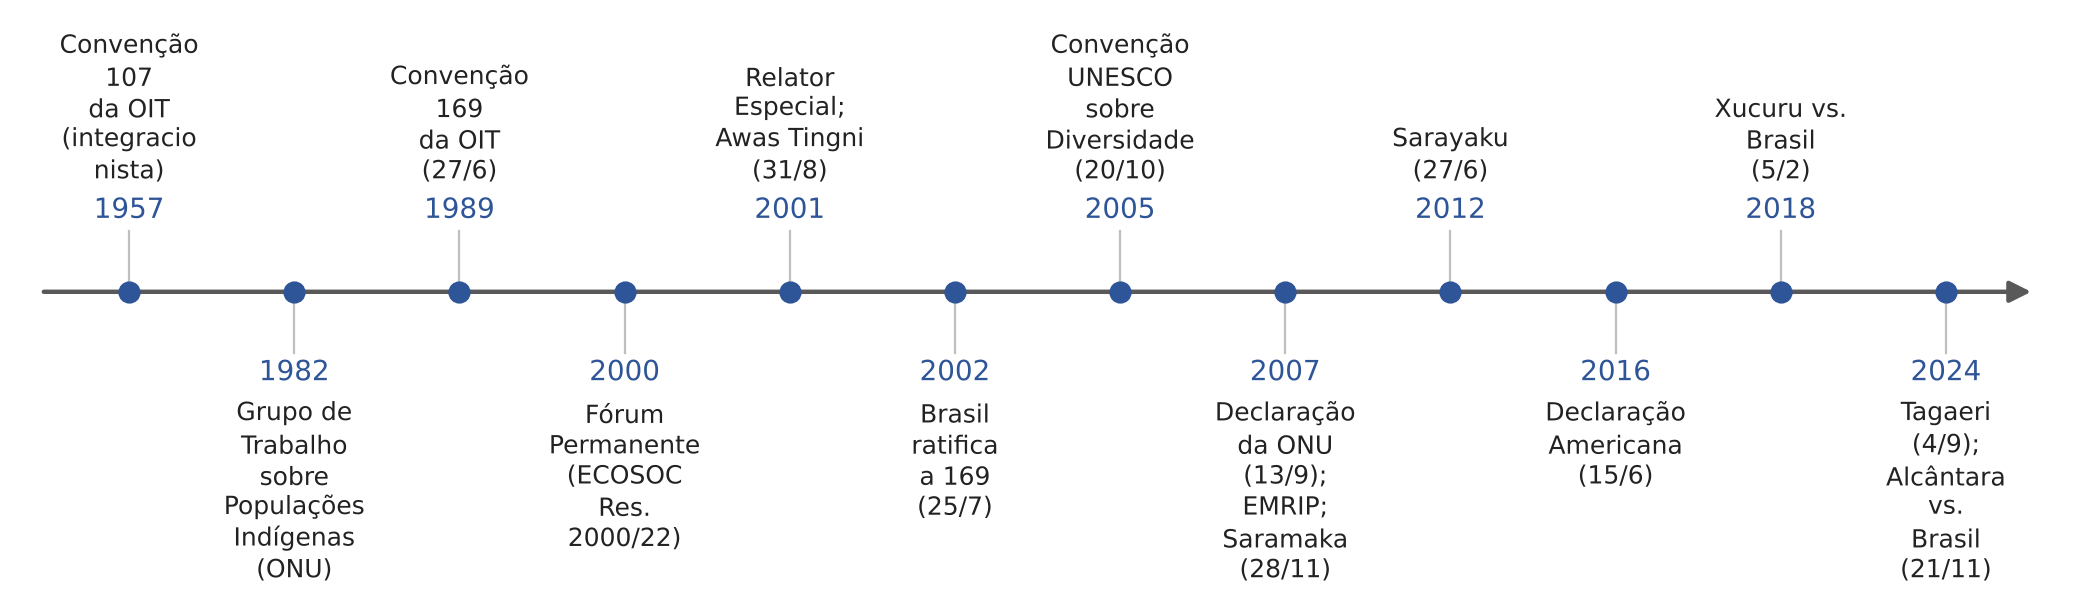 Convenção
107
da OIT
(integracio
nista)
1957
Grupo de
Trabalho
sobre
Populações
Indígenas
(ONU)
1982
Convenção
169
da OIT
(27/6)
1989
2000
Fórum
Permanente
(ECOSOC
Res.
2000/22)
Relator
Especial;
Awas Tingni
(31/8)
2001
2002
Brasil
ratifica
a 169
(25/7)
Convenção
UNESCO
sobre
Diversidade
(20/10)
2005
2007
Declaração
da ONU
(13/9);
EMRIP;
Saramaka
(28/11)
Sarayaku
(27/6)
2012
2016
Declaração
Americana
(15/6)
Xucuru vs.
Brasil
(5/2)
2018
2024
Tagaeri
(4/9);
Alcântara
vs.
Brasil
(21/11)